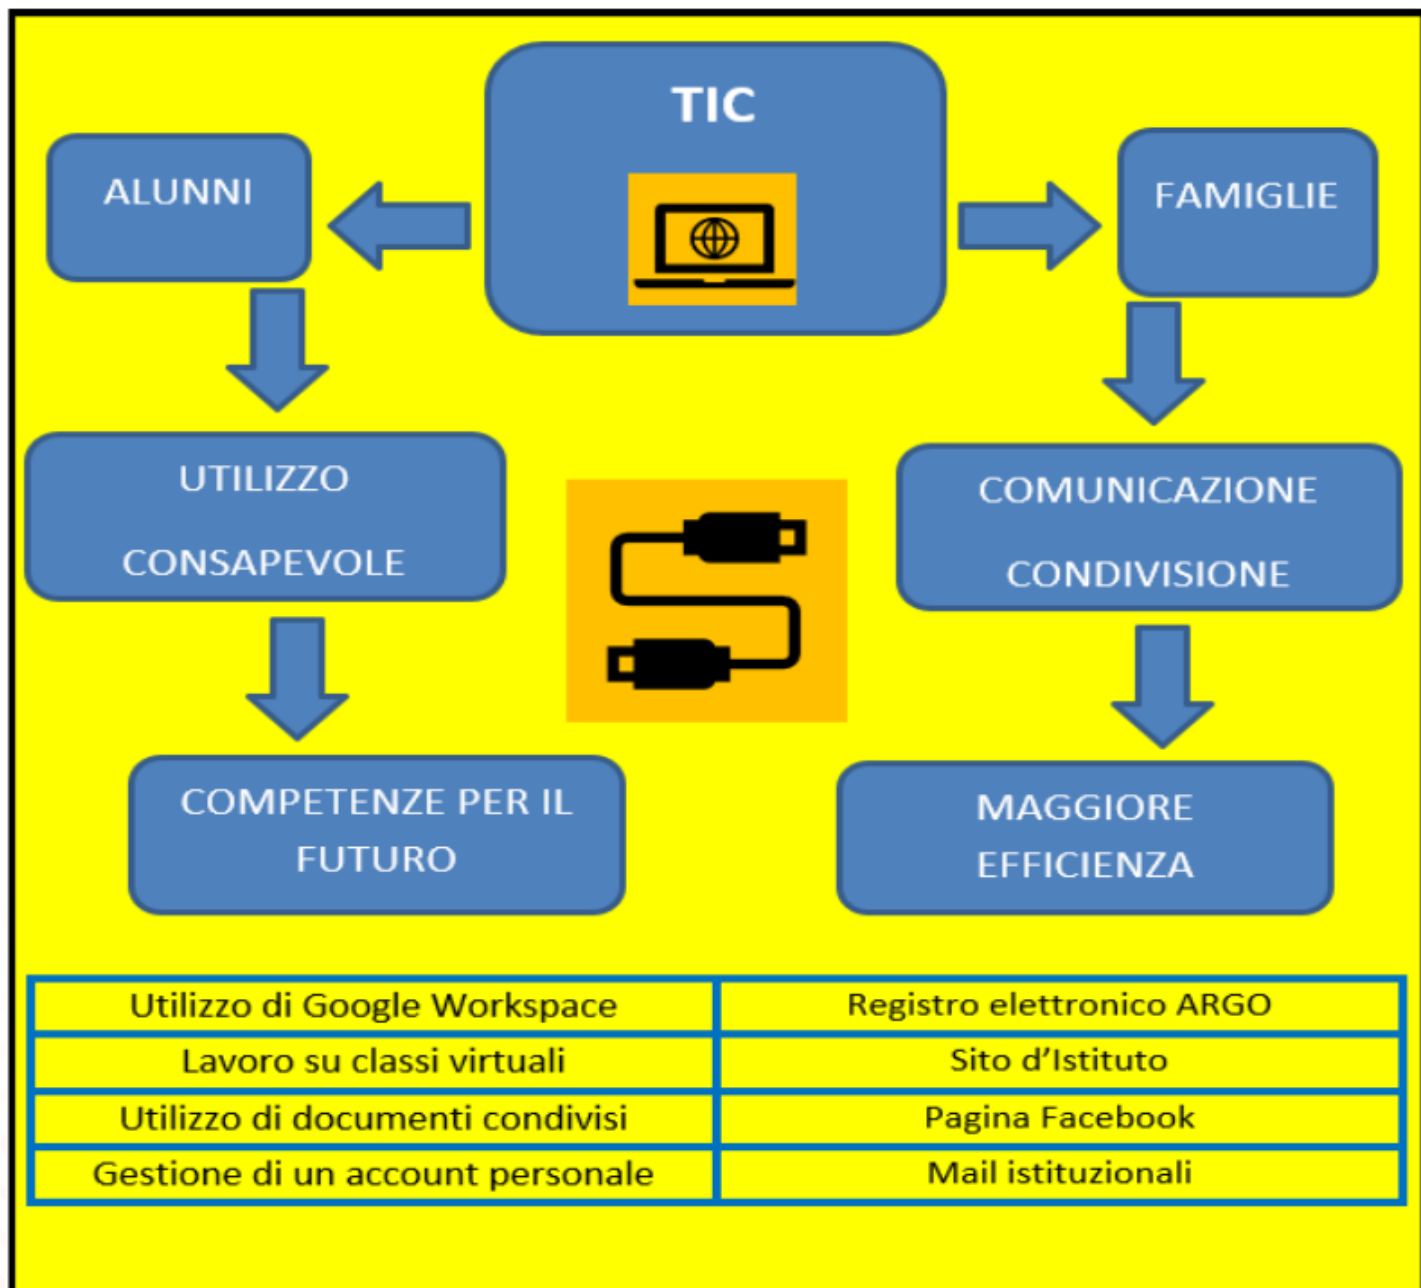 TIC
ALUNNI
FAMIGLIE
UTILIZZO
CONSAPEVOLE
COMUNICAZIONE
CONDIVISIONE
COMPETENZE PER IL
FUTURO
MAGGIORE
EFFICIENZA
Utilizzo di Google Workspace
Registro elettronico ARGO
Lavoro su classi virtuali
Sito d'Istituto
Utilizzo di documenti condivisi
Pagina Facebook
Gestione di un account personale
Mail istituzionali